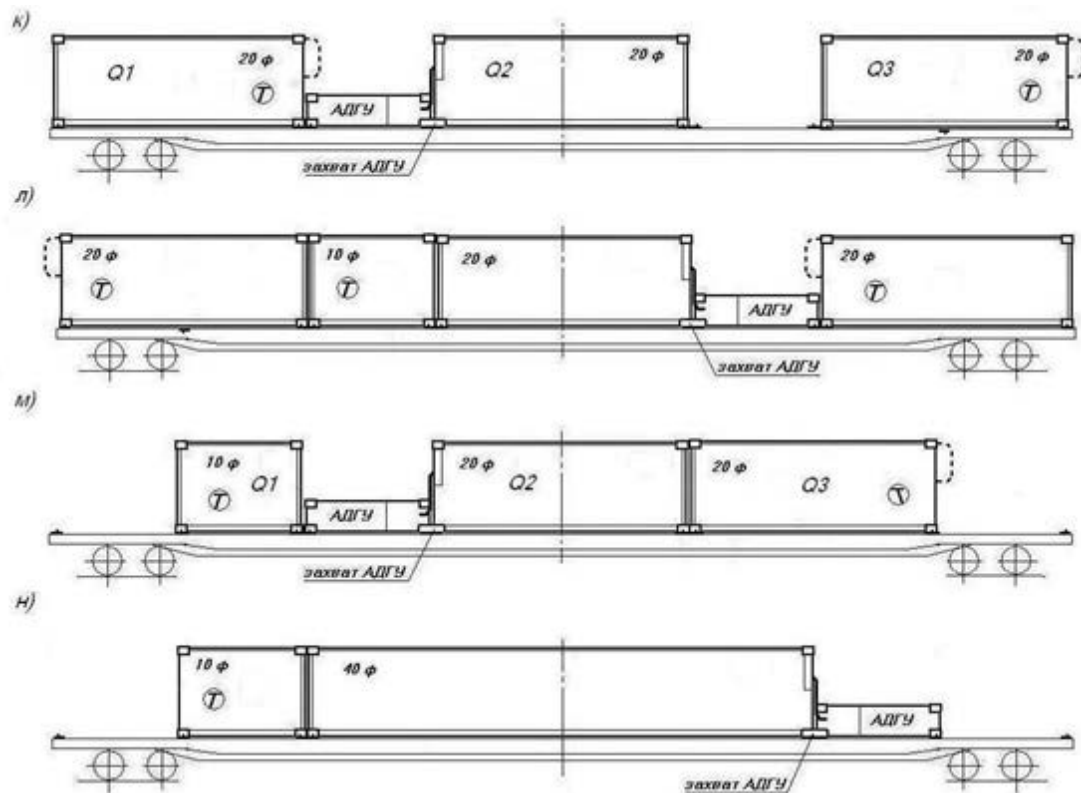 к)
Q1 20 ф Т АДГУ Q2 20 ф Q3 20 ф Т
захват АДГУ
л)
20 ф Т 10 ф Т 20 ф АДГУ 20 ф Т
захват АДГУ
м)
10 ф Q1 Т АДГУ 20 ф Q2 20 ф Q3 Т
захват АДГУ
н)
10 ф Т 40 ф АДГУ
захват АДГУ